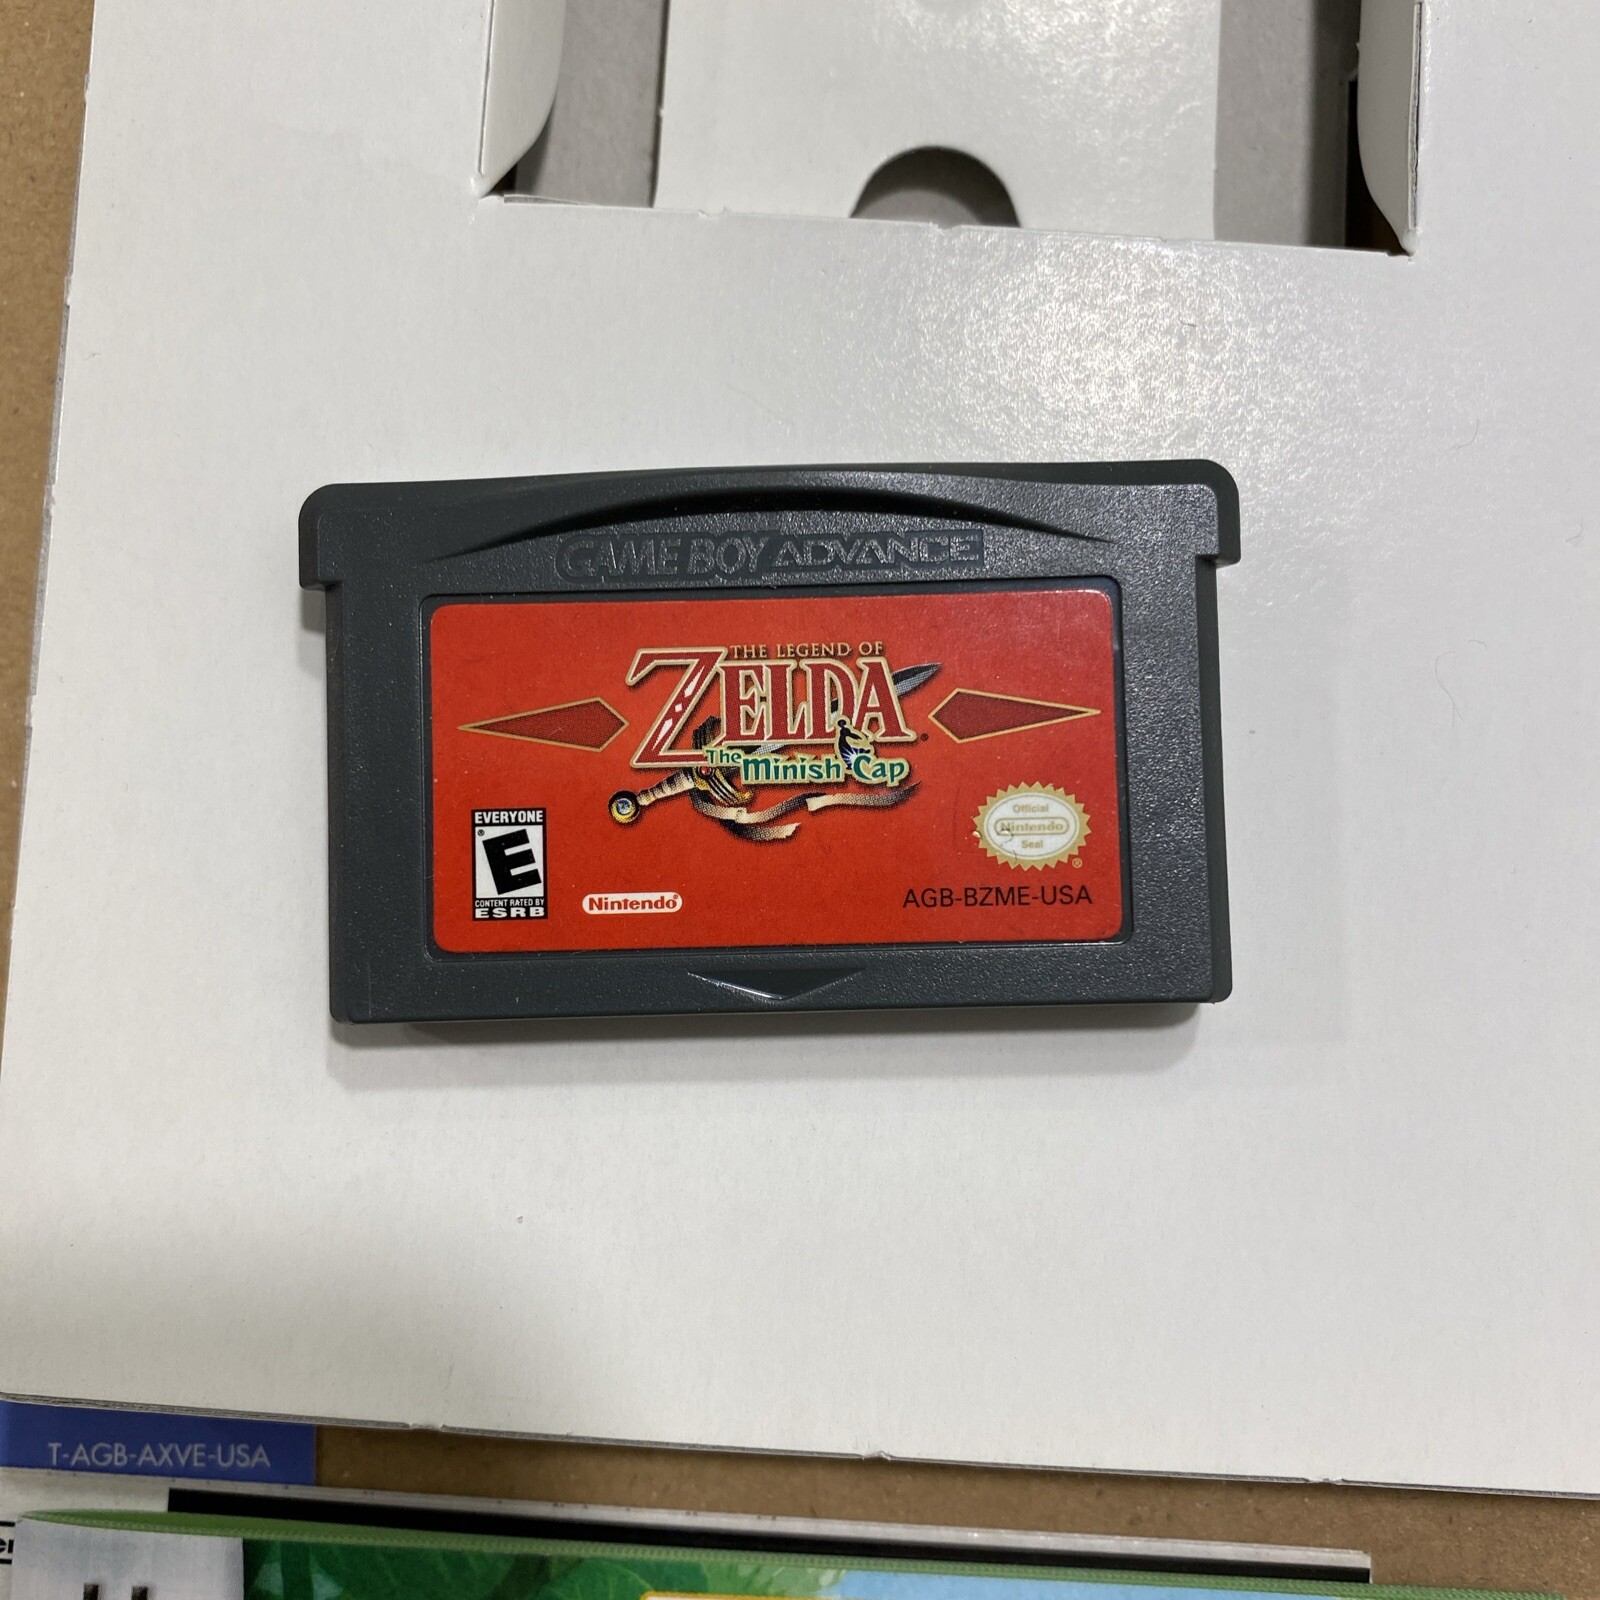 GAME BOY ADVANCE
THE LEGEND OF
ZELDA
The Minish Cap
EVERYONE
E
CONTENT RATED BY
ESRB
Nintendo®
Official
Nintendo
Seal
®
AGB-BZME-USA
T-AGB-AXVE-USA